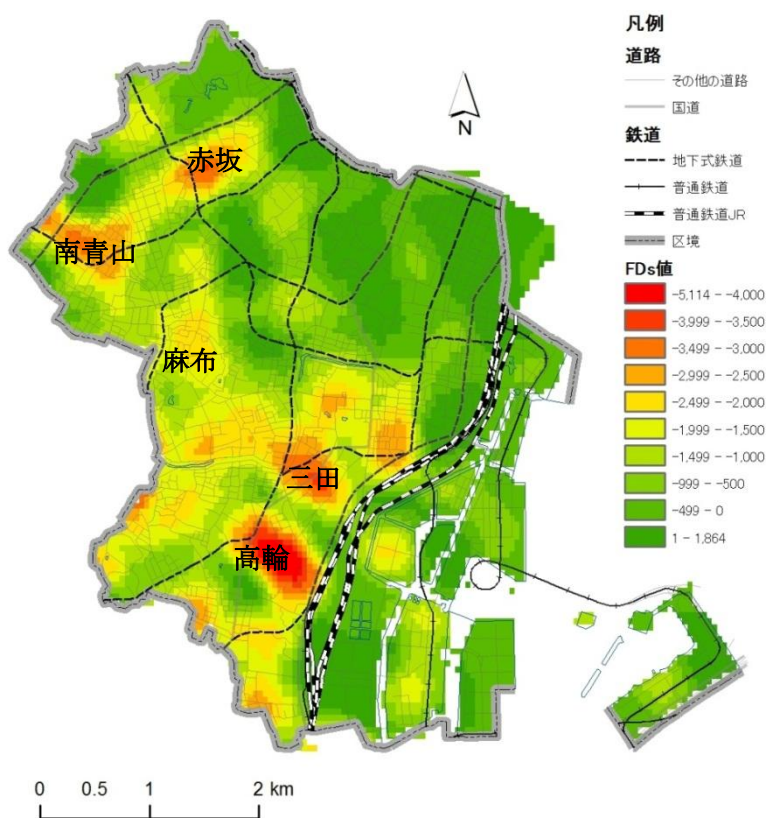 凡例
道路
その他の道路
国道
鉄道
地下式鉄道
普通鉄道
普通鉄道JR
区境
FDs値
-5,114 - -4,000
-3,999 - -3,500
-3,499 - -3,000
-2,999 - -2,500
-2,499 - -2,000
-1,999 - -1,500
-1,499 - -1,000
-999 - -500
-499 - 0
1 - 1,864
N
赤坂
南青山
麻布
三田
高輪
0 0.5 1 2 km